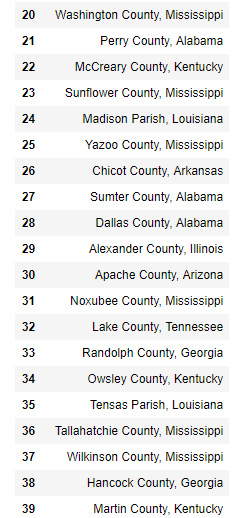 20 Washington County, Mississippi
21 Perry County, Alabama
22 McCreary County, Kentucky
23 Sunflower County, Mississippi
24 Madison Parish, Louisiana
25 Yazoo County, Mississippi
26 Chicot County, Arkansas
27 Sumter County, Alabama
28 Dallas County, Alabama
29 Alexander County, Illinois
30 Apache County, Arizona
31 Noxubee County, Mississippi
32 Lake County, Tennessee
33 Randolph County, Georgia
34 Owsley County, Kentucky
35 Tensas Parish, Louisiana
36 Tallahatchie County, Mississippi
37 Wilkinson County, Mississippi
38 Hancock County, Georgia
39 Martin County, Kentucky